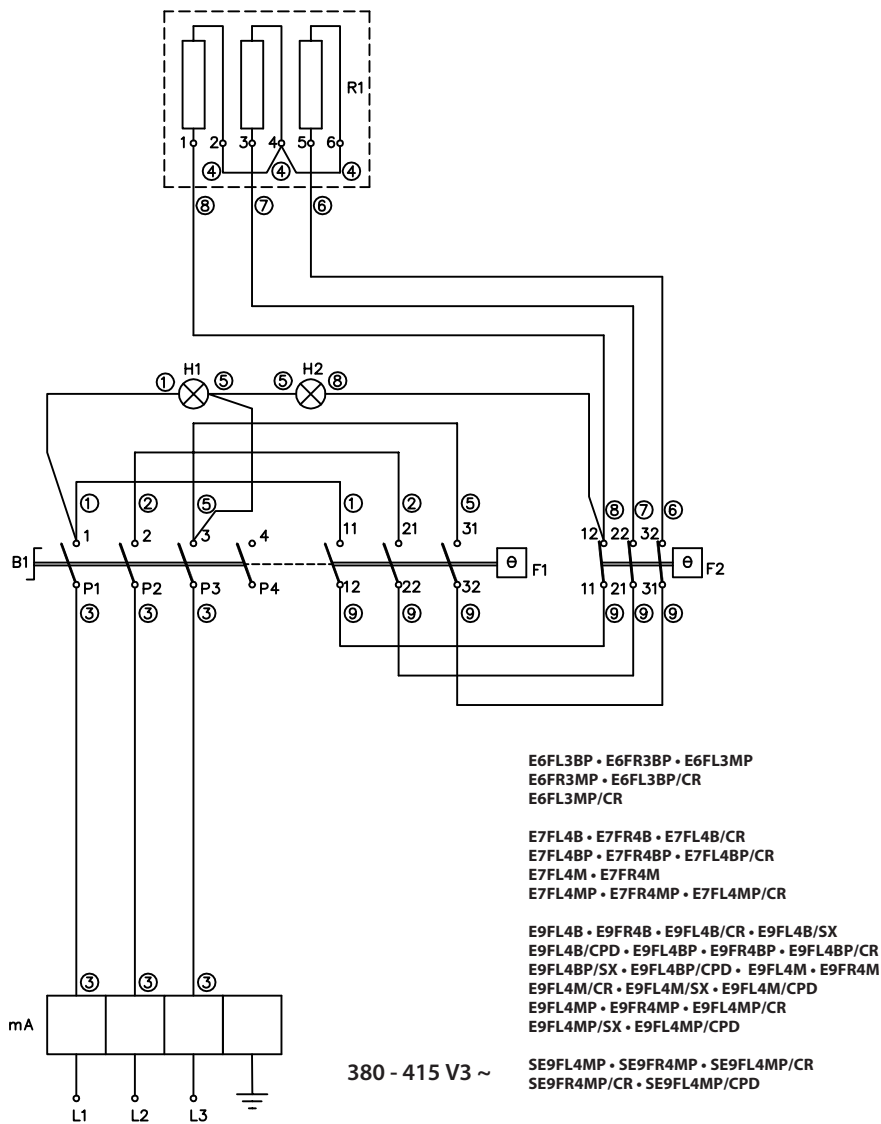 R1
1 2 3 4 5 6
4 4 4
8 7 6
H1 H2
1 5 5 8
1 2 5 1 2 5 8 7 6
1 2 3 4 11 21 31 12 22 32
B1 θ F1 θ F2
P1 P2 P3 P4 12 22 32 11 21 31
3 3 3 9 9 9 9 9 9
E6FL3BP • E6FR3BP • E6FL3MP
E6FR3MP • E6FL3BP/CR
E6FL3MP/CR
E7FL4B • E7FR4B • E7FL4B/CR
E7FL4BP • E7FR4BP • E7FL4BP/CR
E7FL4M • E7FR4M
E7FL4MP • E7FR4MP • E7FL4MP/CR
E9FL4B • E9FR4B • E9FL4B/CR • E9FL4B/SX
E9FL4B/CPD • E9FL4BP • E9FR4BP • E9FL4BP/CR
E9FL4BP/SX • E9FL4BP/CPD • E9FL4M • E9FR4M
E9FL4M/CR • E9FL4M/SX • E9FL4M/CPD
E9FL4MP • E9FR4MP • E9FL4MP/CR
E9FL4MP/SX • E9FL4MP/CPD
3 3 3
mA
380 - 415 V3 ~
SE9FL4MP • SE9FR4MP • SE9FL4MP/CR
SE9FR4MP/CR • SE9FL4MP/CPD
L1 L2 L3